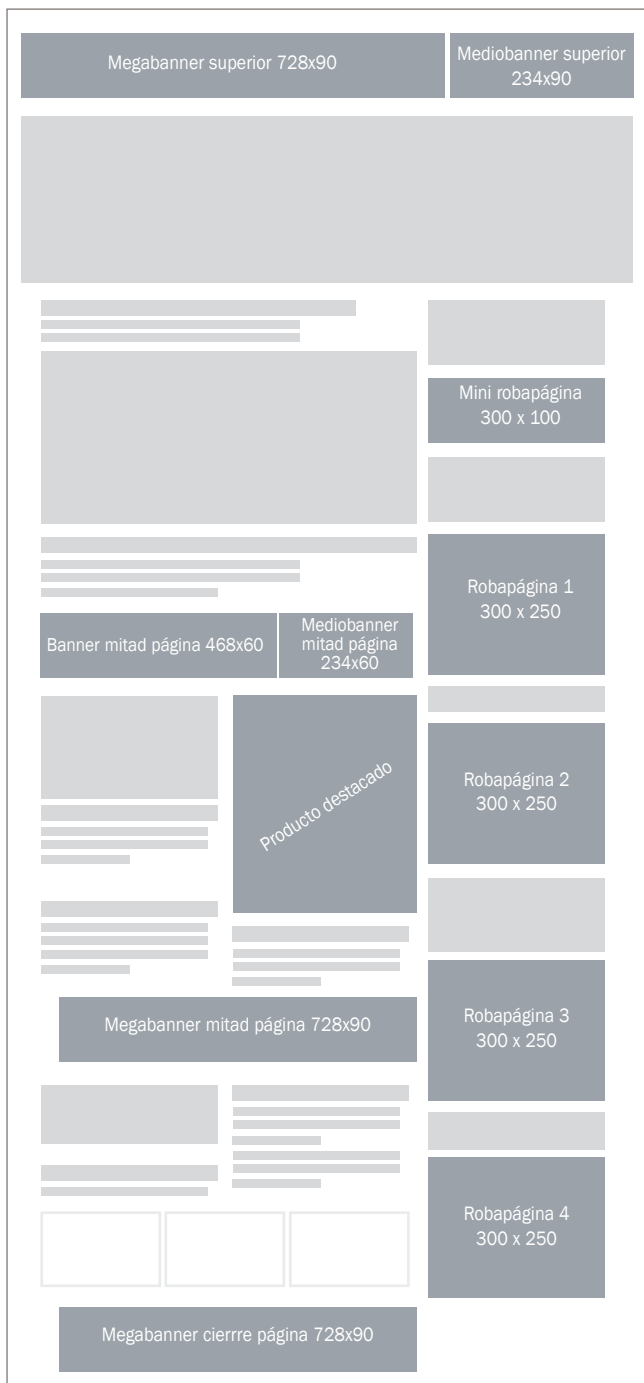 Megabanner superior 728x90
Mediobanner superior
234x90
Mini robapágina
300 x 100
Robapágina 1
300 x 250
Banner mitad página 468x60
Mediobanner
mitad página
234x60
Producto destacado
Robapágina 2
300 x 250
Megabanner mitad página 728x90
Robapágina 3
300 x 250
Robapágina 4
300 x 250
Megabanner cierrre página 728x90